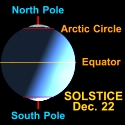 North Pole
Arctic Circle
Equator
SOLSTICE
Dec. 22
South Pole